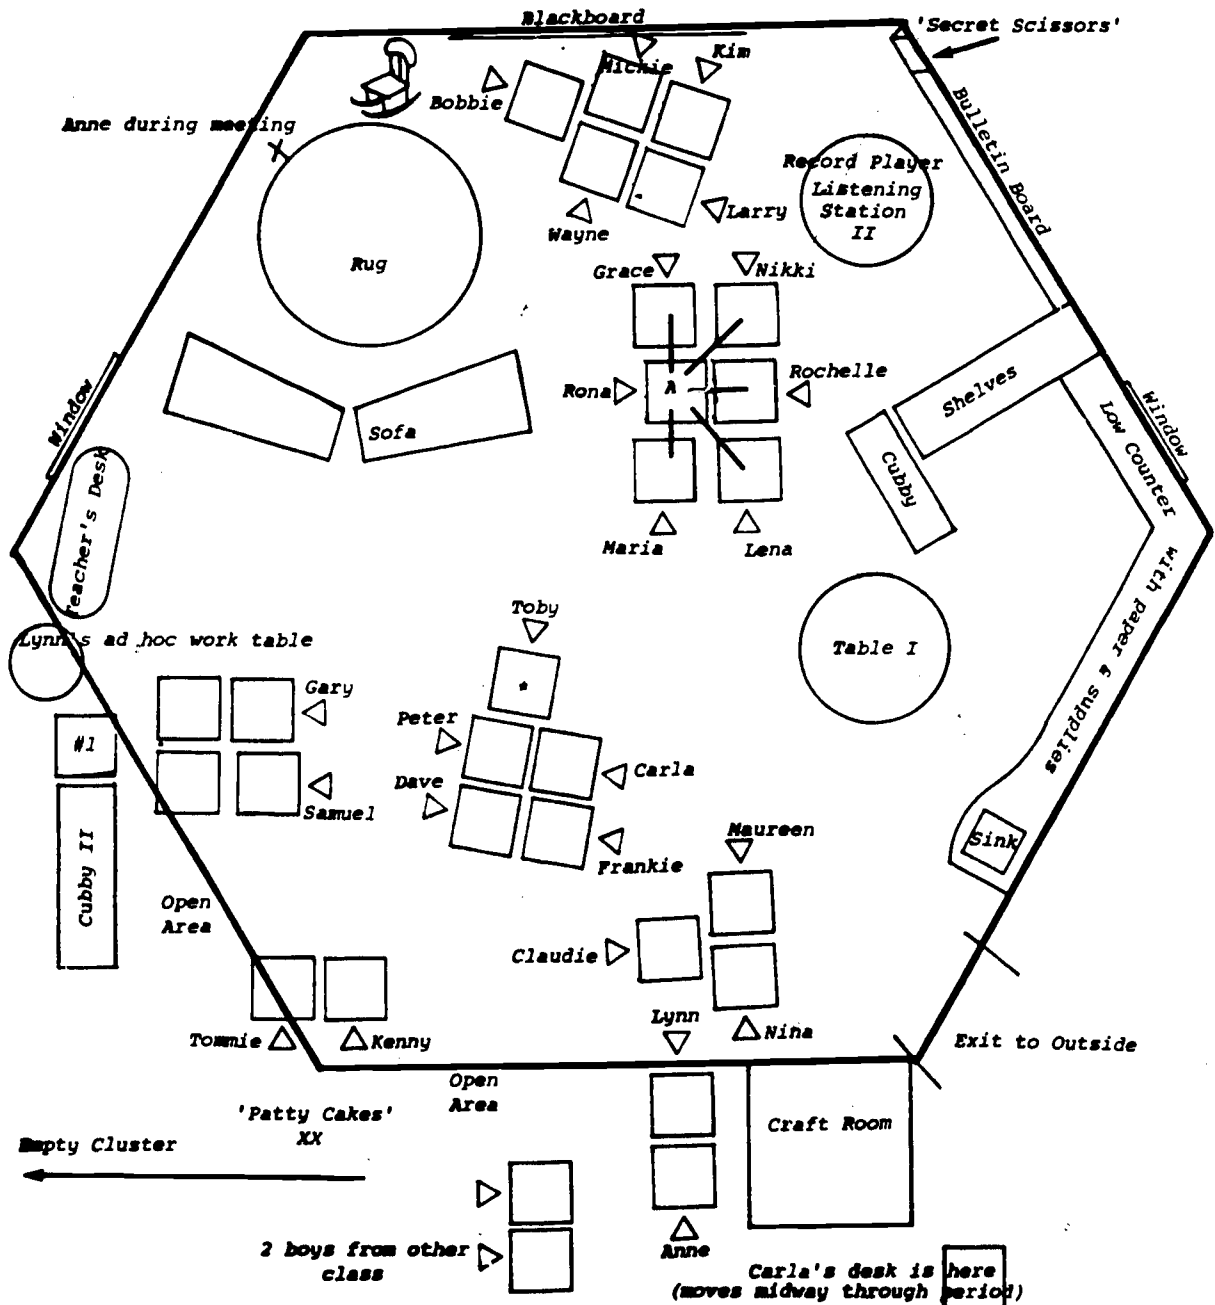 Blackboard
'Secret Scissors'
Mickie
Kim
Bobbie
Anne during meeting
Bulletin Board
Record Player
Listening
Station
II
Larry
Wayne
Rug
Grace
Nikki
Rona
A
Rochelle
Shelves
Window
Low Counter
Window
Sofa
Cubby
Teacher's Desk
Maria
Lena
with paper & supplies
Toby
*
Lynn's ad hoc work table
Table I
Gary
Peter
#1
Carla
Dave
Samuel
Maureen
Sink
Frankie
Cubby II
Open
Area
Claudie
Lynn
Nina
Tommie
Kenny
Exit to Outside
Open
Area
'Patty Cakes'
XX
Craft Room
Empty Cluster
2 boys from other
class
Anne
Carla's desk is here
(moves midway through period)